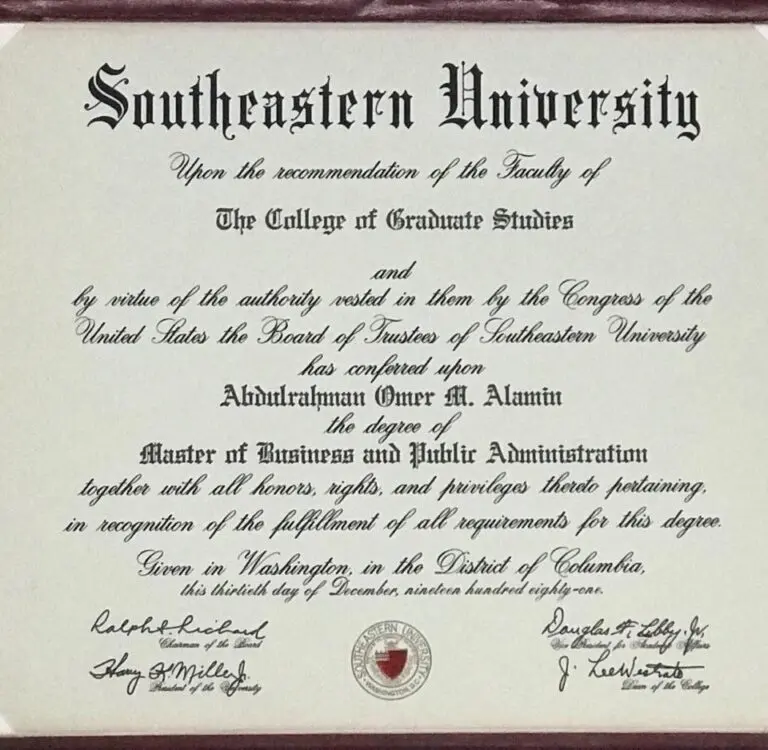 Southeastern University
Upon the recommendation of the Faculty of
The College of Graduate Studies
and
by virtue of the authority vested in them by the Congress of the
United States the Board of Trustees of Southeastern University
has conferred upon
Abdulrahman Omer M. Alamin
the degree of
Master of Business and Public Administration
together with all honors, rights, and privileges thereto pertaining,
in recognition of the fulfillment of all requirements for this degree.
Given in Washington, in the District of Columbia,
this thirtieth day of December, nineteen hundred eighty-one.
Chairman of the Board
Douglas F. Libby, Jr.
Vice President for Academic Affairs
Harry K. Miller Jr.
President of the University
Dean of the College
SOUTHEASTERN UNIVERSITY
WASHINGTON, D.C.